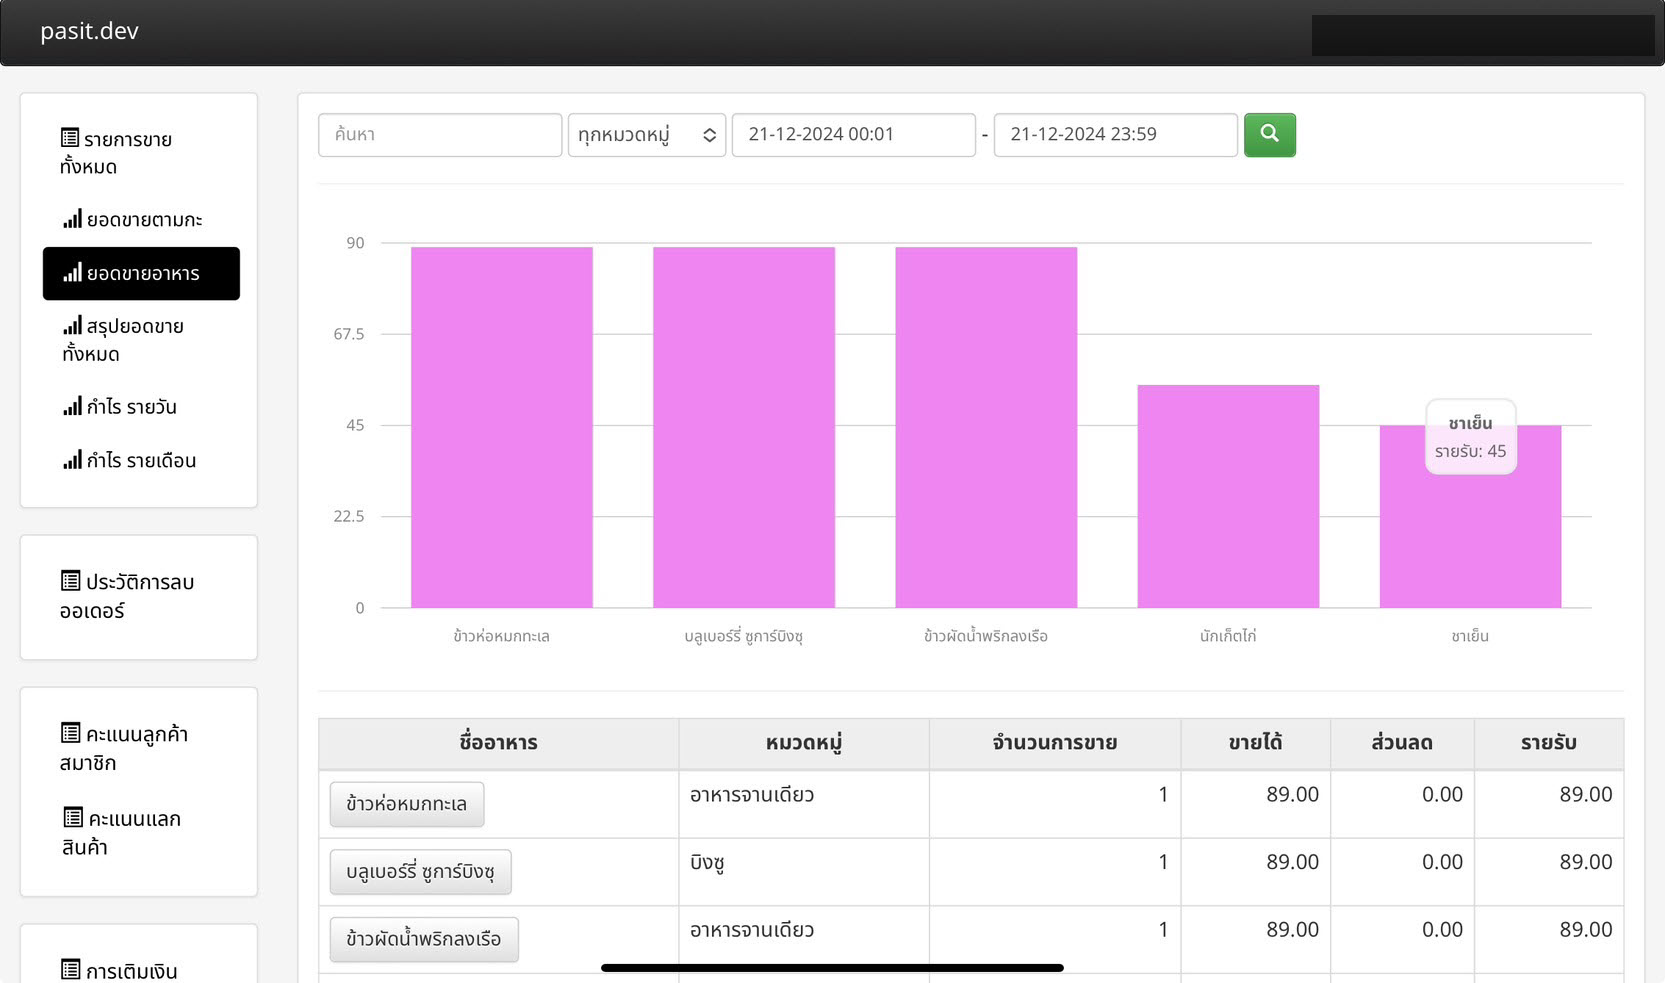 pasit.dev
รายการขาย
ทั้งหมด
ยอดขายตามกะ
ยอดขายอาหาร
สรุปยอดขาย
ทั้งหมด
กำไร รายวัน
กำไร รายเดือน
ประวัติการลบ
ออเดอร์
คะแนนลูกค้า
สมาชิก
คะแนนแลก
สินค้า
การเติมเงิน
ค้นหา ทุกหมวดหมู่ 21-12-2024 00:01 - 21-12-2024 23:59
90
67.5
45
22.5
0
ชาเย็น
รายรับ: 45
ข้าวห่อหมกทะเล บลูเบอร์รี่ ซูการ์บิงซุ ข้าวผัดน้ำพริกลงเรือ นักเก็ตไก่ ชาเย็น
ชื่ออาหาร หมวดหมู่ จำนวนการขาย ขายได้ ส่วนลด รายรับ
ข้าวห่อหมกทะเล อาหารจานเดียว 1 89.00 0.00 89.00
บลูเบอร์รี่ ซูการ์บิงซุ บิงซู 1 89.00 0.00 89.00
ข้าวผัดน้ำพริกลงเรือ อาหารจานเดียว 1 89.00 0.00 89.00